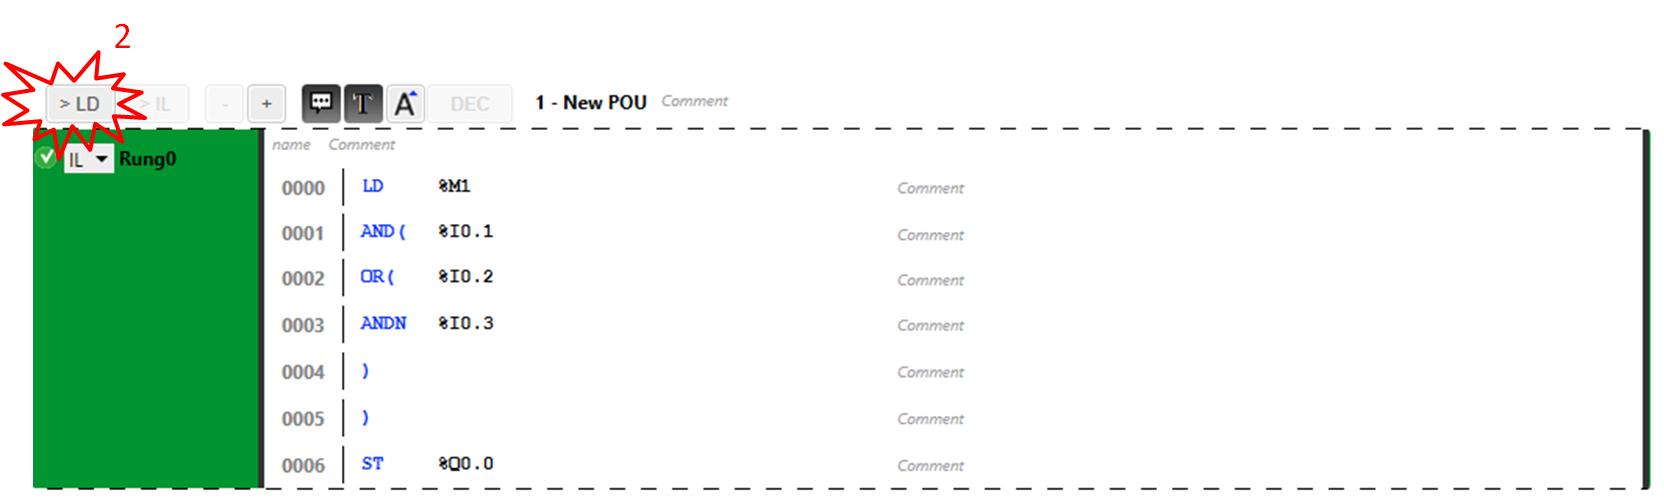 2
> LD > IL - + T A DEC 1 - New POU Comment
IL Rung0 name Comment
0000 LD %M1 Comment
0001 AND( %I0.1 Comment
0002 OR( %I0.2 Comment
0003 ANDN %I0.3 Comment
0004 ) Comment
0005 ) Comment
0006 ST %Q0.0 Comment